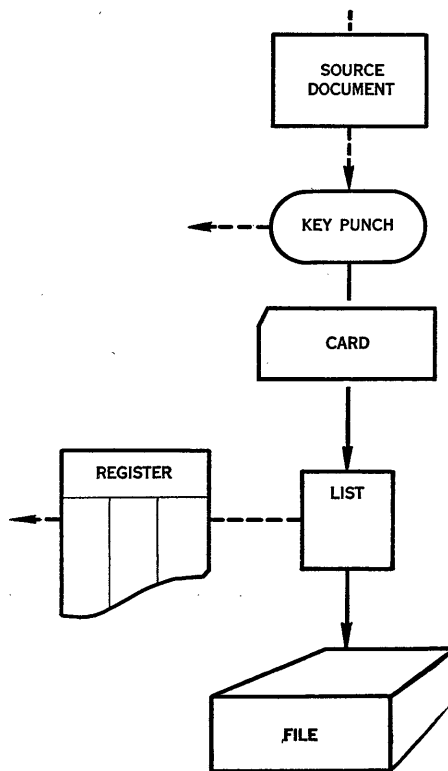 SOURCE
DOCUMENT
KEY PUNCH
CARD
REGISTER
LIST
FILE